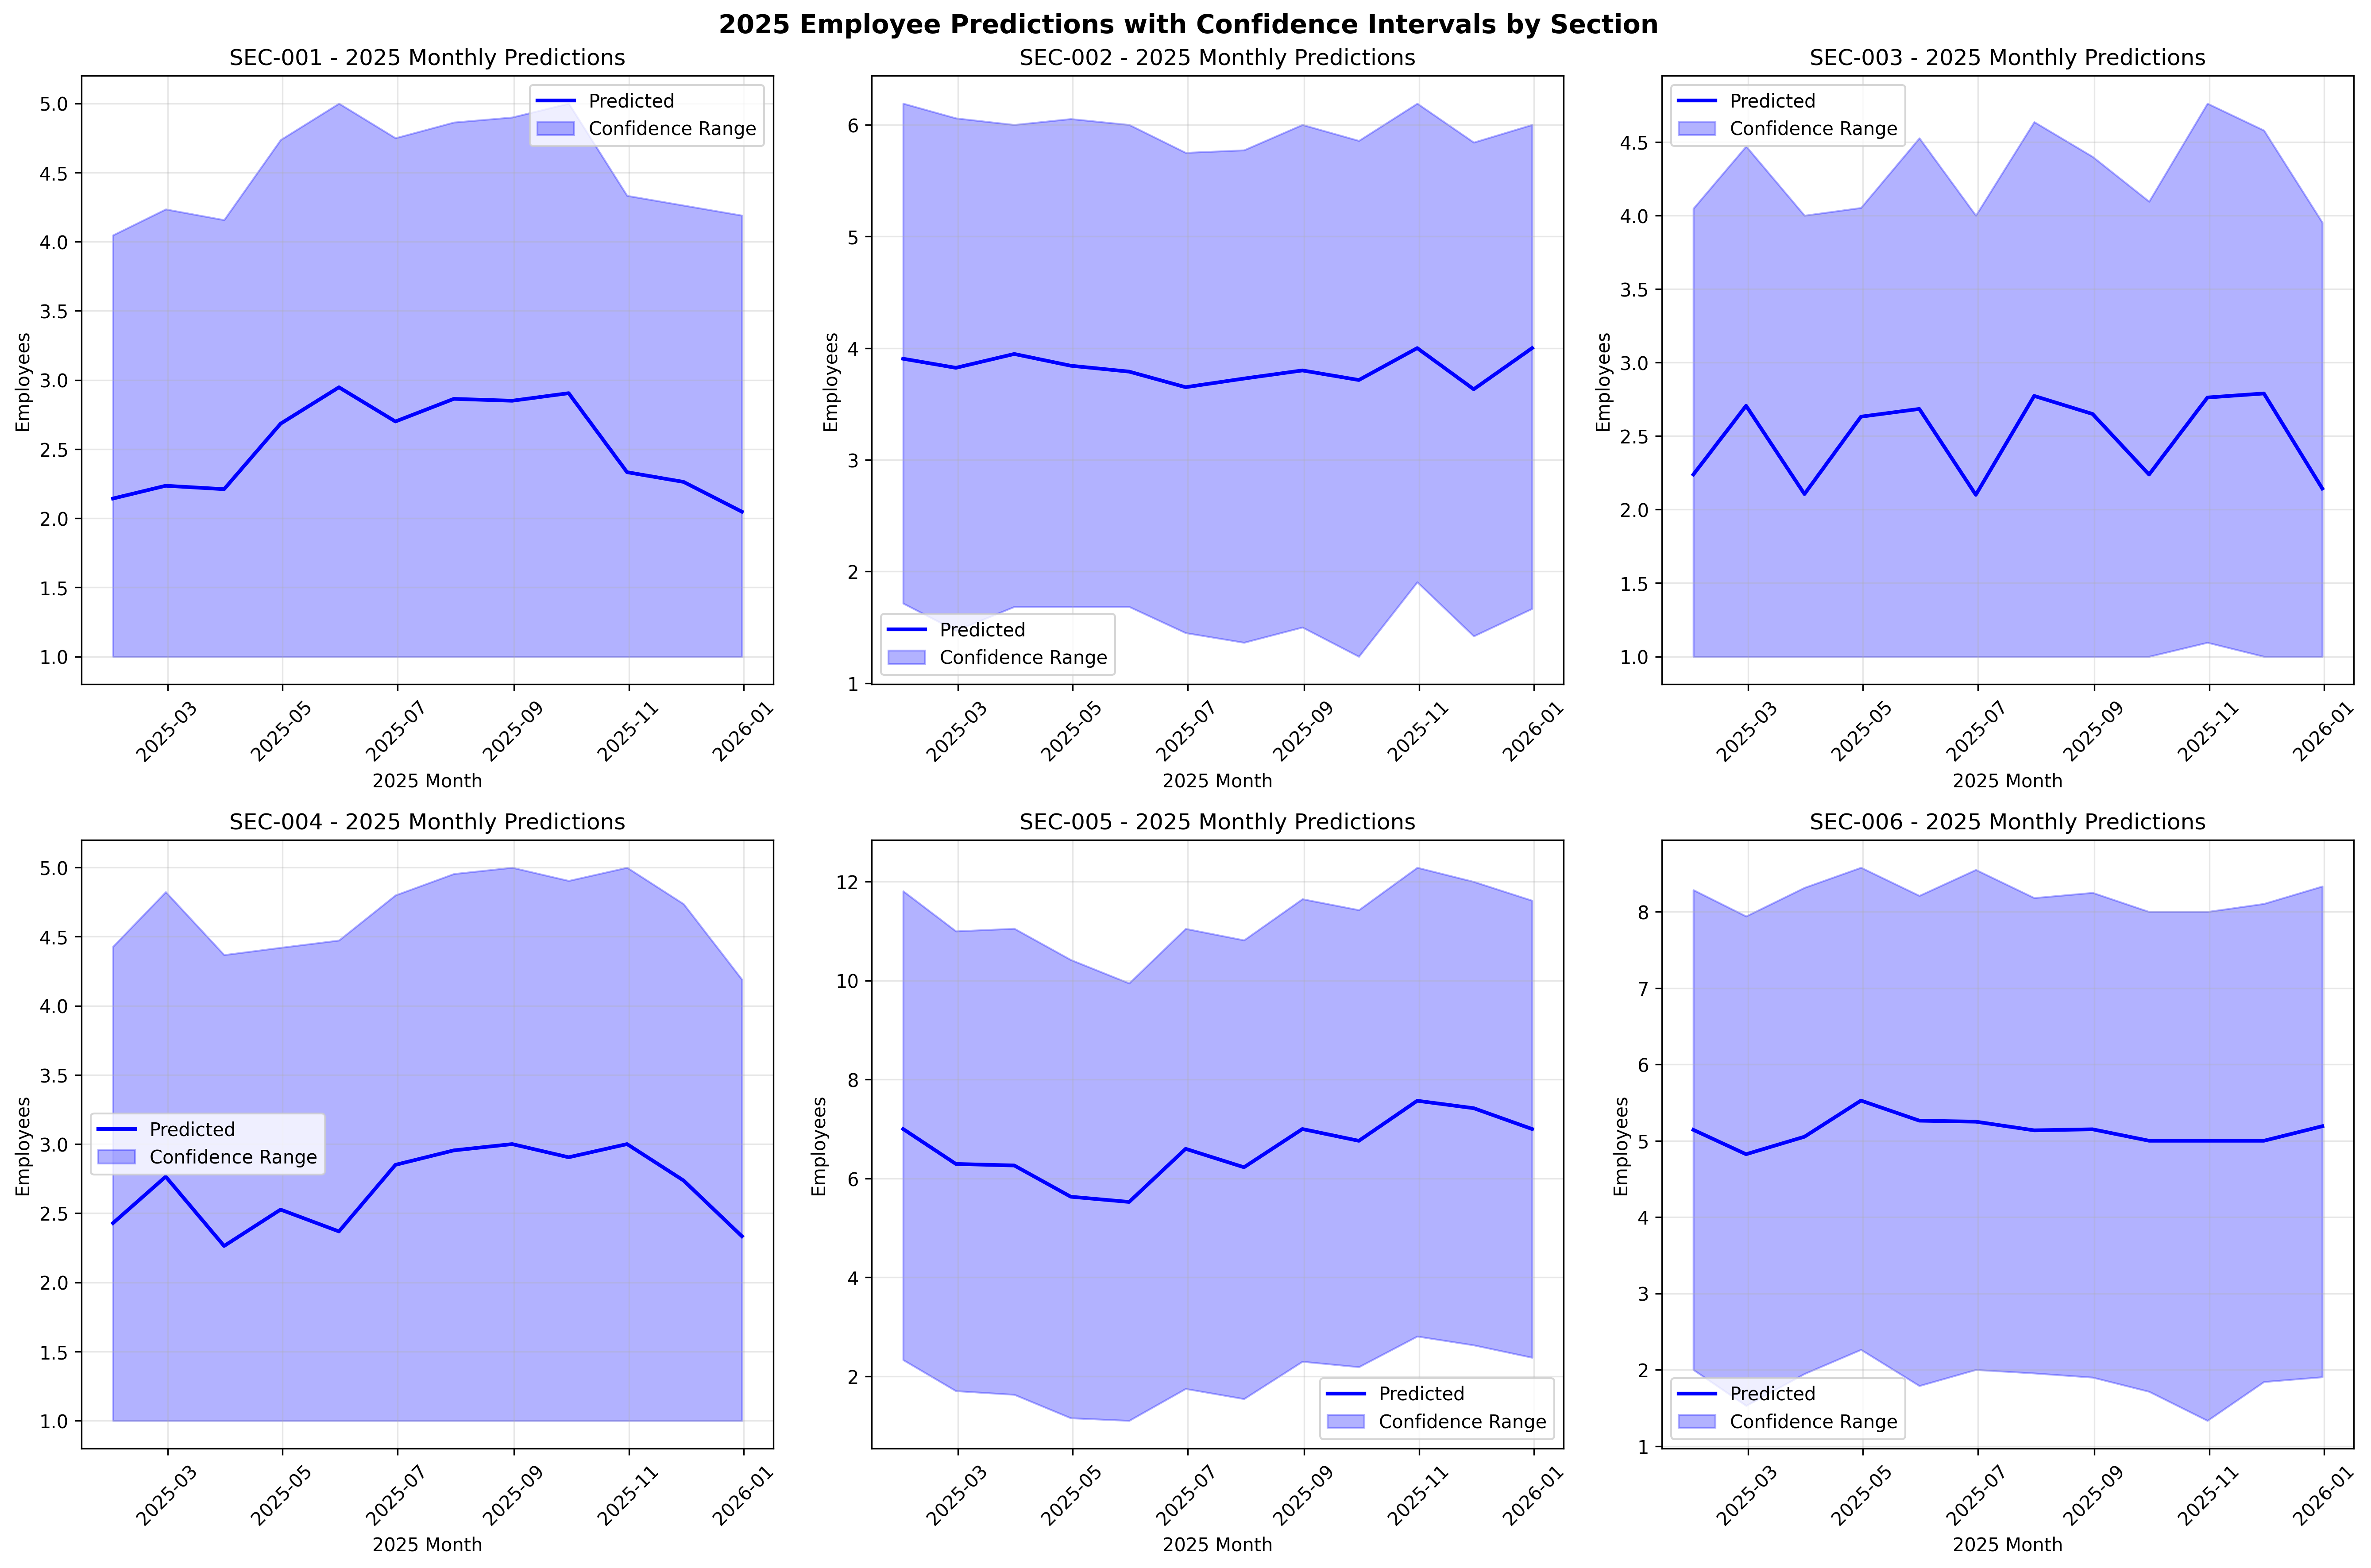 2025 Employee Predictions with Confidence Intervals by Section
SEC-001 - 2025 Monthly Predictions
Predicted
Confidence Range
5.0
4.5
4.0
3.5
3.0
2.5
2.0
1.5
1.0
Employees
2025-03
2025-05
2025-07
2025-09
2025-11
2026-01
2025 Month
SEC-002 - 2025 Monthly Predictions
6
5
4
3
2
1
Employees
Predicted
Confidence Range
2025-03
2025-05
2025-07
2025-09
2025-11
2026-01
2025 Month
SEC-003 - 2025 Monthly Predictions
Predicted
Confidence Range
4.5
4.0
3.5
3.0
2.5
2.0
1.5
1.0
Employees
2025-03
2025-05
2025-07
2025-09
2025-11
2026-01
2025 Month
SEC-004 - 2025 Monthly Predictions
5.0
4.5
4.0
3.5
3.0
2.5
2.0
1.5
1.0
Employees
Predicted
Confidence Range
2025-03
2025-05
2025-07
2025-09
2025-11
2026-01
2025 Month
SEC-005 - 2025 Monthly Predictions
12
10
8
6
4
2
Employees
Predicted
Confidence Range
2025-03
2025-05
2025-07
2025-09
2025-11
2026-01
2025 Month
SEC-006 - 2025 Monthly Predictions
8
7
6
5
4
3
2
1
Employees
Predicted
Confidence Range
2025-03
2025-05
2025-07
2025-09
2025-11
2026-01
2025 Month